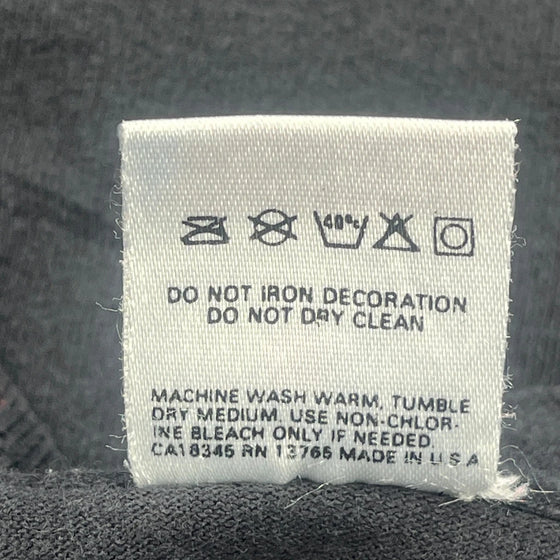 40°c
DO NOT IRON DECORATION
DO NOT DRY CLEAN
MACHINE WASH WARM, TUMBLE
DRY MEDIUM. USE NON-CHLOR-
INE BLEACH ONLY IF NEEDED.
CA18345 RN 13765 MADE IN U S A